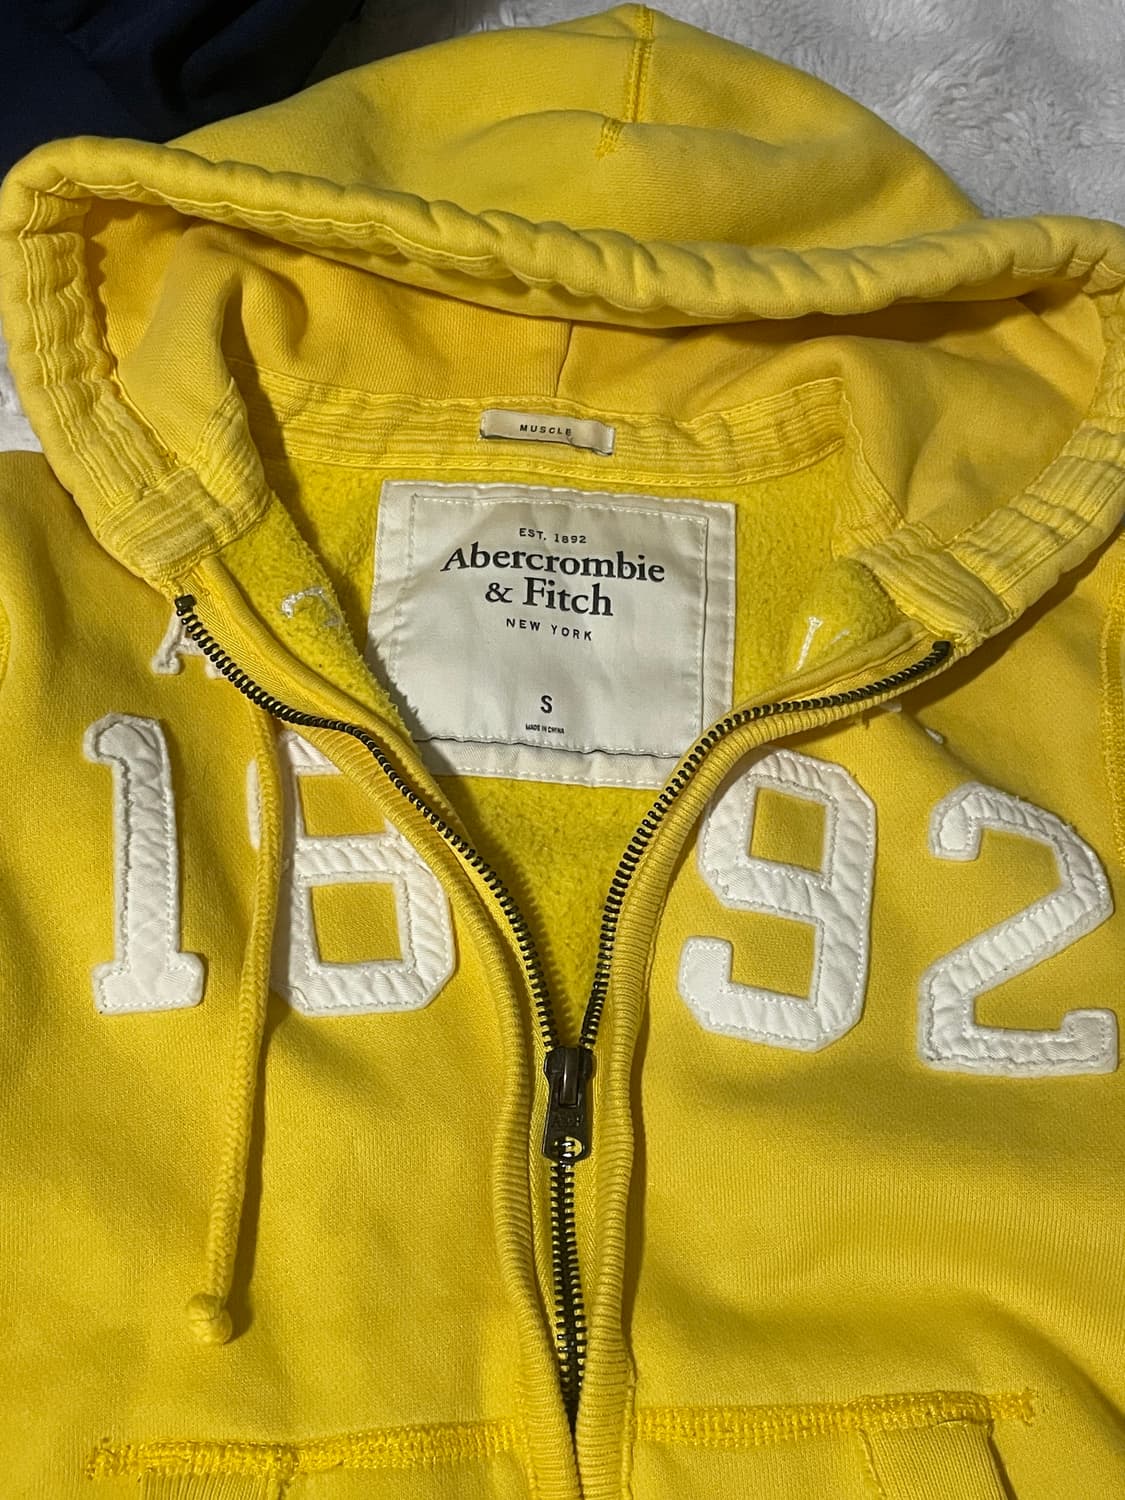 MUSCLE
EST. 1892
Abercrombie
& Fitch
NEW YORK
S
MADE IN CHINA
A
1892